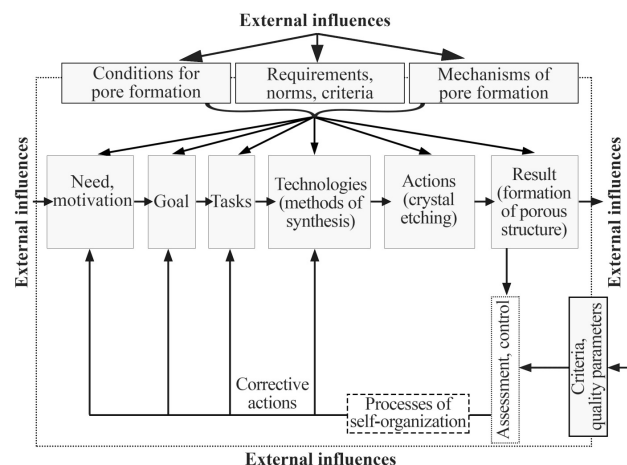 External influences
Conditions for
pore formation
Requirements,
norms, criteria
Mechanisms of
pore formation
External influences
Need,
motivation
Goal
Tasks
Technologies
(methods of
synthesis)
Actions
(crystal
etching)
Result
(formation
of porous
structure)
External influences
Assessment, control
Criteria,
quality parameters
Corrective
actions
Processes of
self-organization
External influences